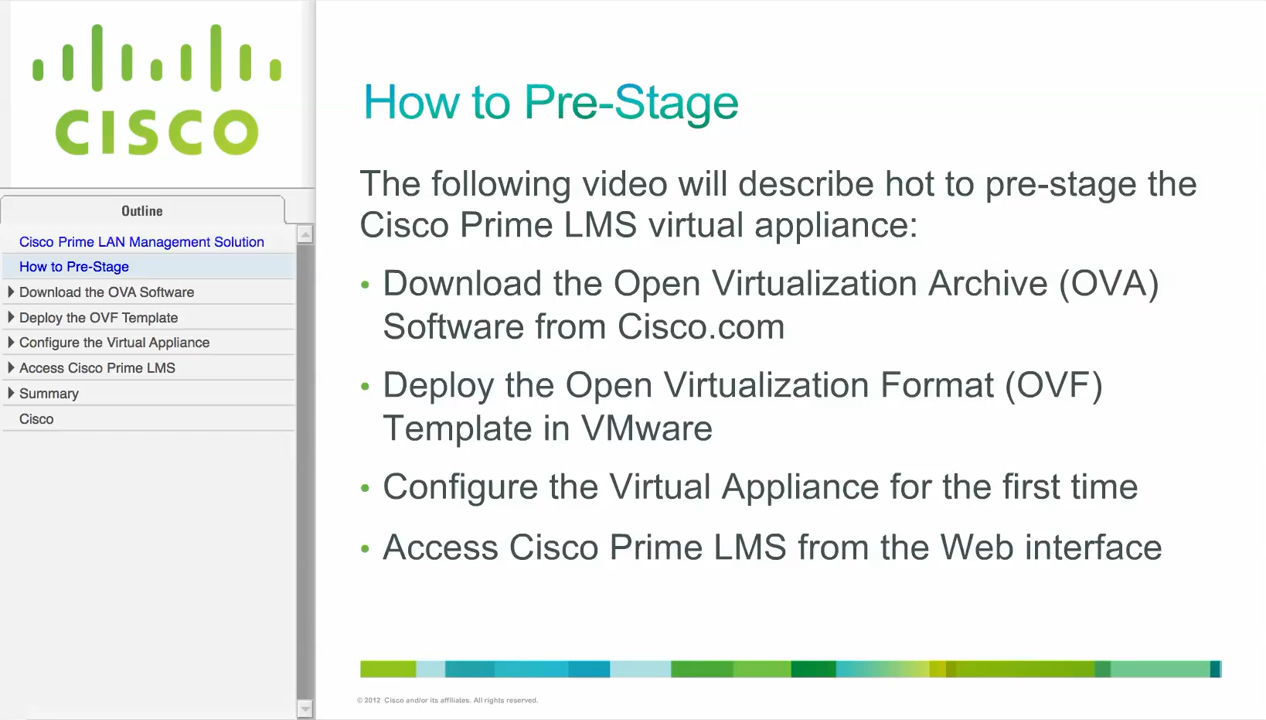 CISCO
Outline
Cisco Prime LAN Management Solution
How to Pre-Stage
Download the OVA Software
Deploy the OVF Template
Configure the Virtual Appliance
Access Cisco Prime LMS
Summary
Cisco
How to Pre-Stage
The following video will describe hot to pre-stage the
Cisco Prime LMS virtual appliance:
• Download the Open Virtualization Archive (OVA)
Software from Cisco.com
• Deploy the Open Virtualization Format (OVF)
Template in VMware
• Configure the Virtual Appliance for the first time
• Access Cisco Prime LMS from the Web interface
© 2012 Cisco and/or its affiliates. All rights reserved.